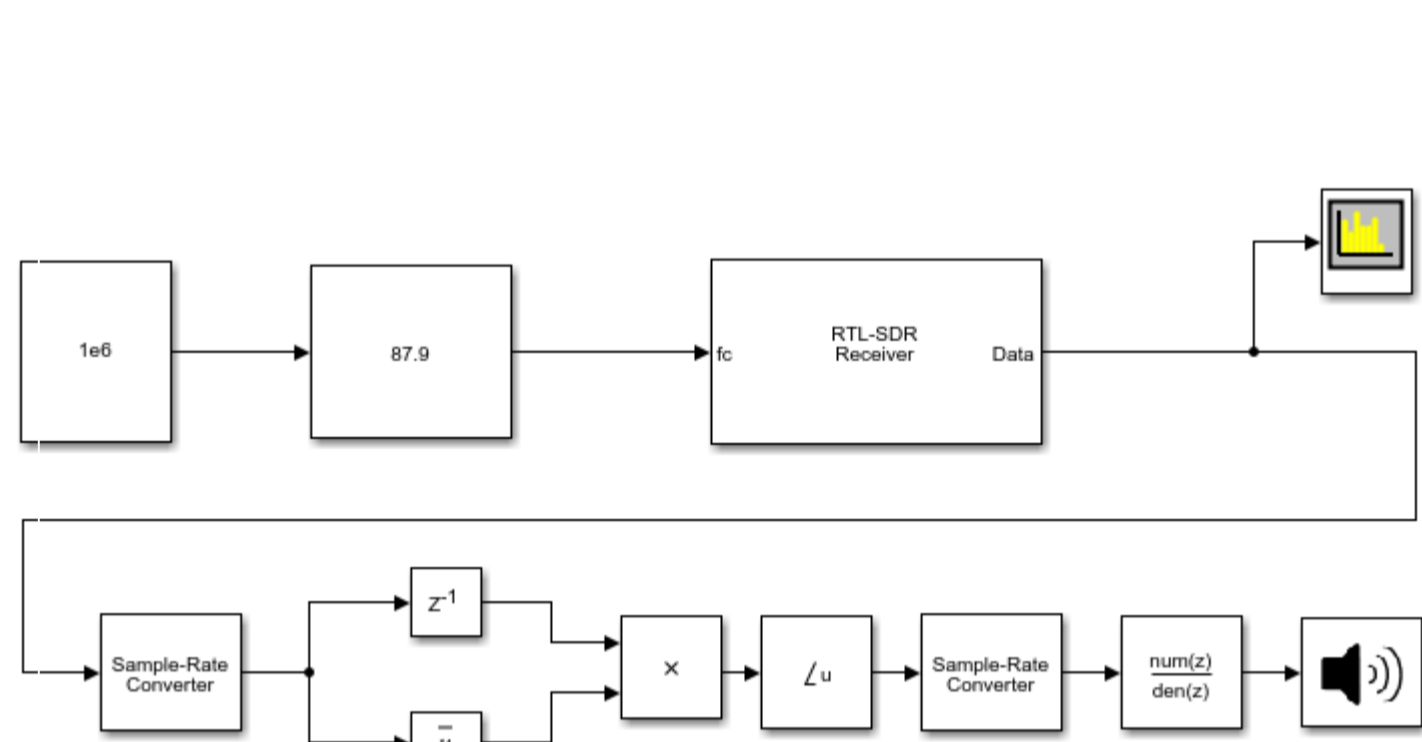 1e6
87.9
fc
RTL-SDR
Receiver
Data
Sample-Rate
Converter
Z-1
×
∠u
Sample-Rate
Converter
num(z)
den(z)